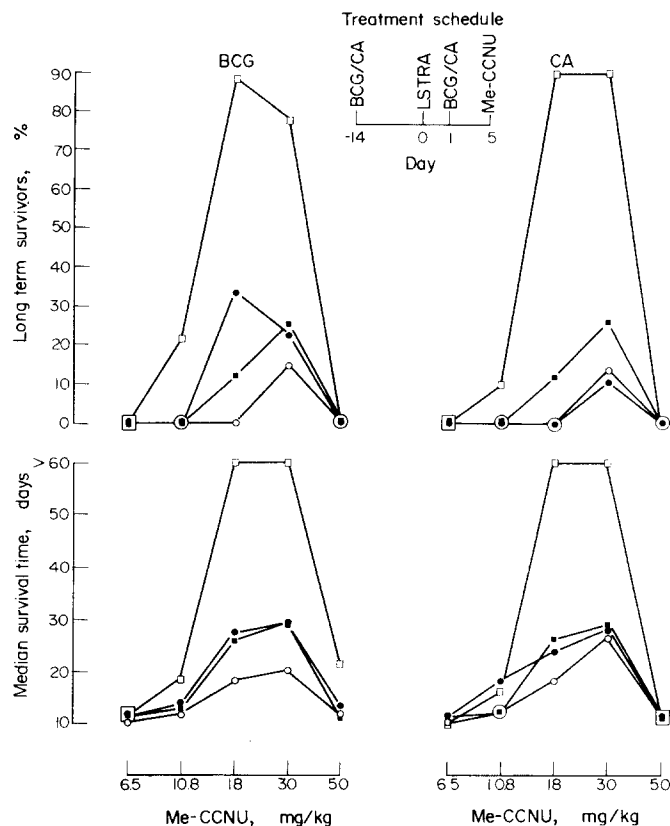 Treatment schedule
BCG/CA
LSTRA
BCG/CA
Me-CCNU
-14 0 1 5
Day
BCG
CA
Long term survivors, %
90
80
70
60
50
40
30
20
10
0
Median survival time, days
>60
50
30
20
10
6.5 10.8 18 30 50
Me-CCNU, mg/kg
6.5 10.8 18 30 50
Me-CCNU, mg/kg